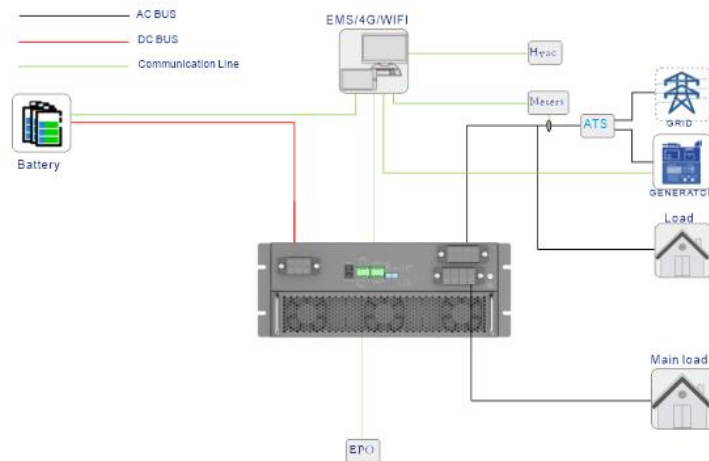 AC BUS
EMS/4G/WIFI
DC BUS
Communication Line
Hvac
Meters
ATS
GRID
Battery
GENERATOR
Load
Main load
EPO